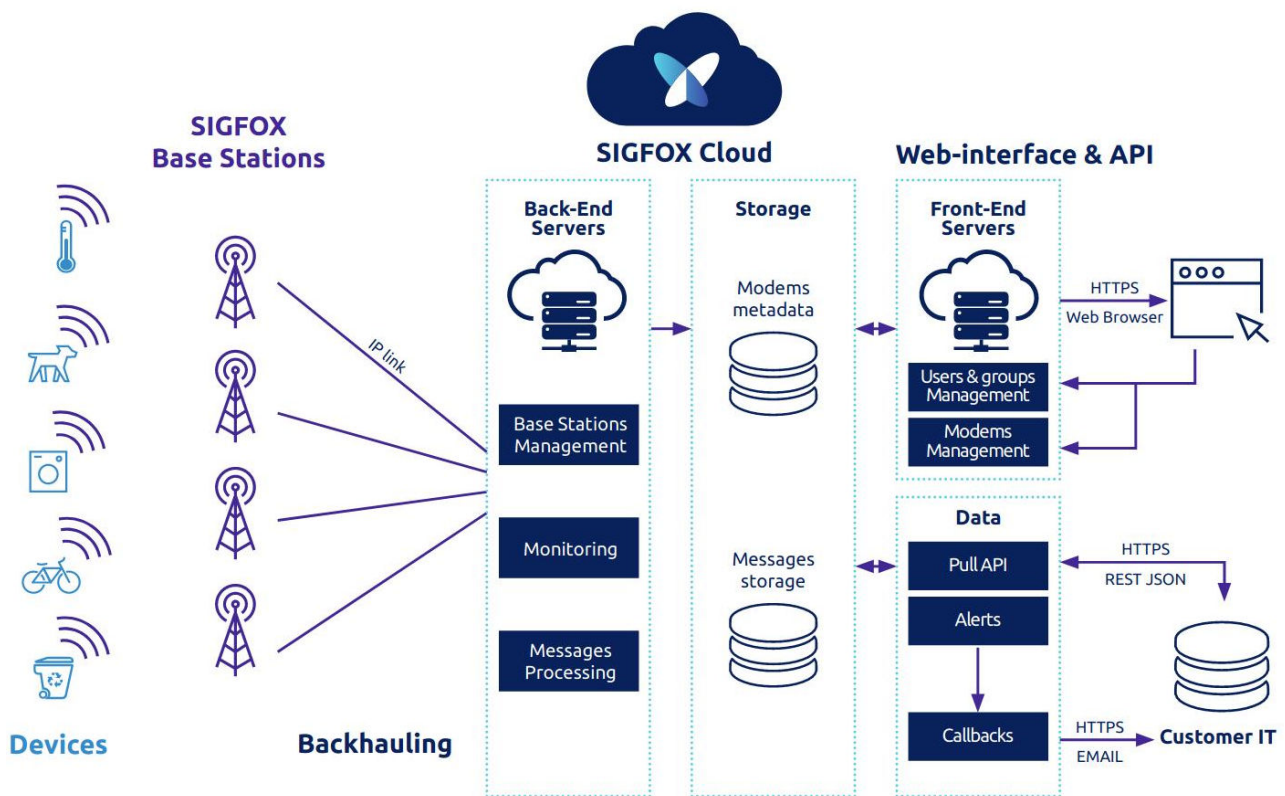 SIGFOX
Base Stations
SIGFOX Cloud
Web-interface & API
Back-End
Servers
Storage
Front-End
Servers
Modems
metadata
HTTPS
Web Browser
IP link
Users & groups
Management
Base Stations
Management
Modems
Management
Data
Monitoring
Messages
storage
Pull API
HTTPS
REST JSON
Alerts
Messages
Processing
Devices
Backhauling
Callbacks
HTTPS
EMAIL
Customer IT